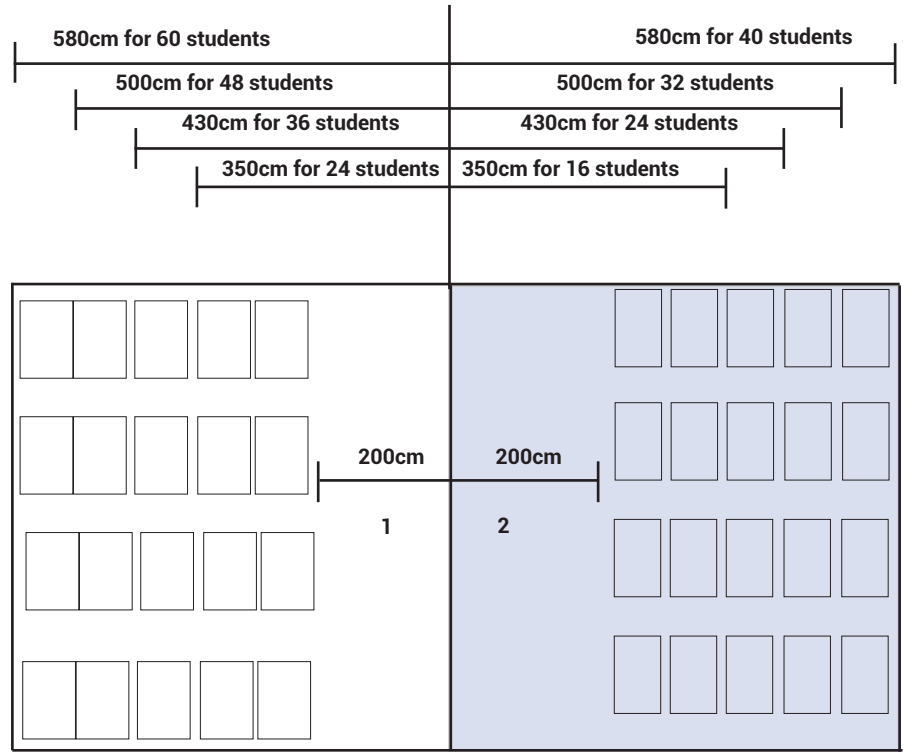 580cm for 60 students
580cm for 40 students
500cm for 48 students
500cm for 32 students
430cm for 36 students
430cm for 24 students
350cm for 24 students
350cm for 16 students
200cm
200cm
1
2